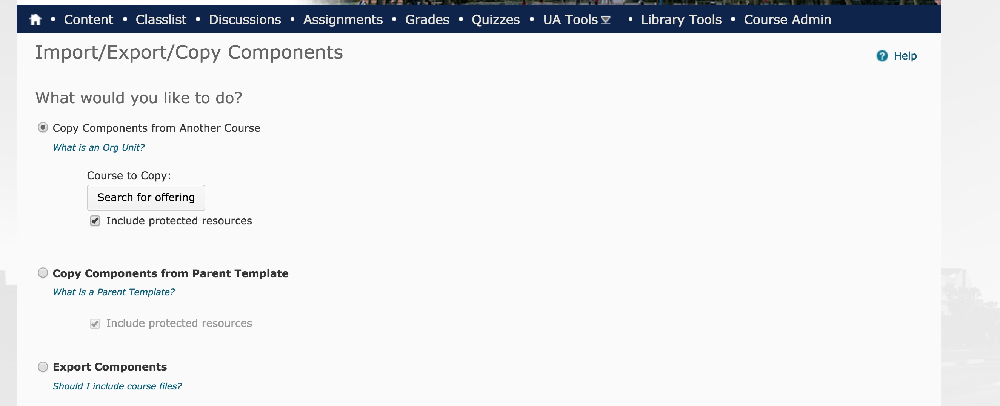 Content Classlist Discussions Assignments Grades Quizzes UA Tools Library Tools Course Admin
Import/Export/Copy Components
Help
What would you like to do?
Copy Components from Another Course
What is an Org Unit?
Course to Copy:
Search for offering
Include protected resources
Copy Components from Parent Template
What is a Parent Template?
Include protected resources
Export Components
Should I include course files?